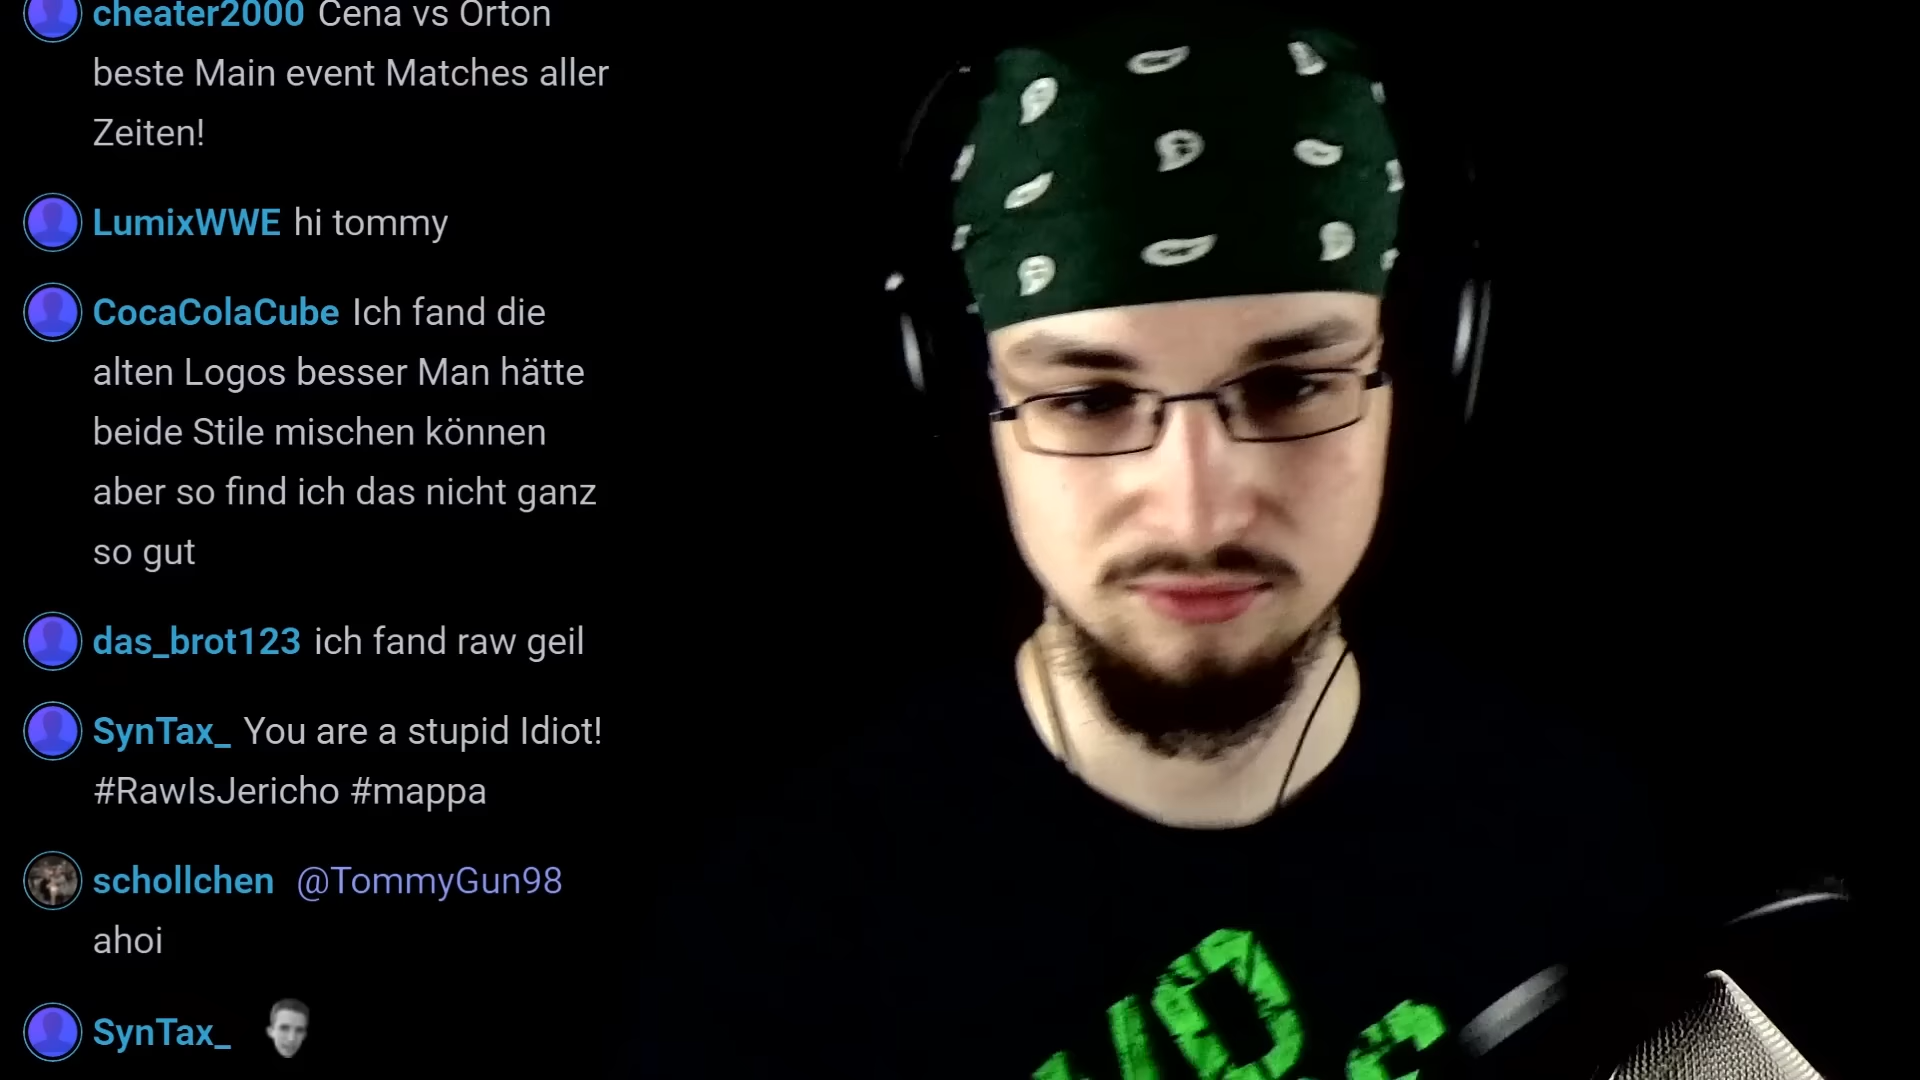 cheater2000 Cena vs Orton
beste Main event Matches aller
Zeiten!
LumixWWE hi tommy
CocaColaCube Ich fand die
alten Logos besser Man hätte
beide Stile mischen können
aber so find ich das nicht ganz
so gut
das_brot123 ich fand raw geil
SynTax_ You are a stupid Idiot!
#RawIsJericho #mappa
schollchen @TommyGun98
ahoi
SynTax_